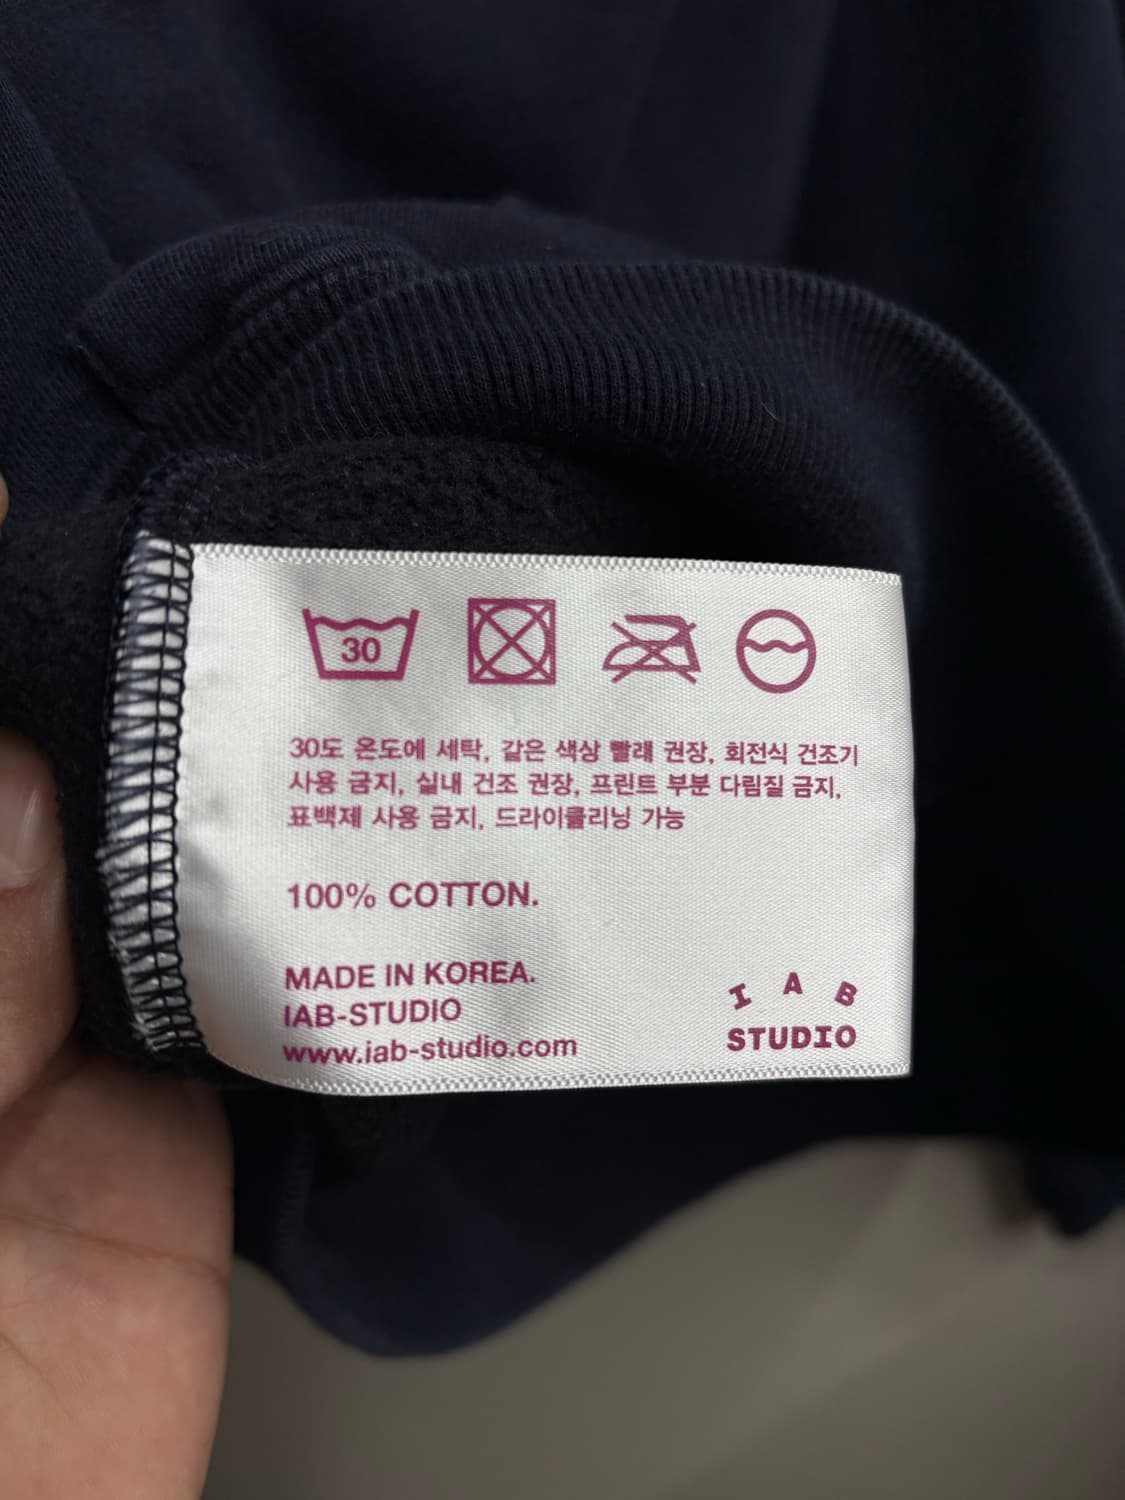 30
30도 온도에 세탁, 같은 색상 빨래 권장, 회전식 건조기
사용 금지, 실내 건조 권장, 프린트 부분 다림질 금지,
표백제 사용 금지, 드라이클리닝 가능
100% COTTON.
MADE IN KOREA.
IAB-STUDIO
www.iab-studio.com
I A B
STUDIO